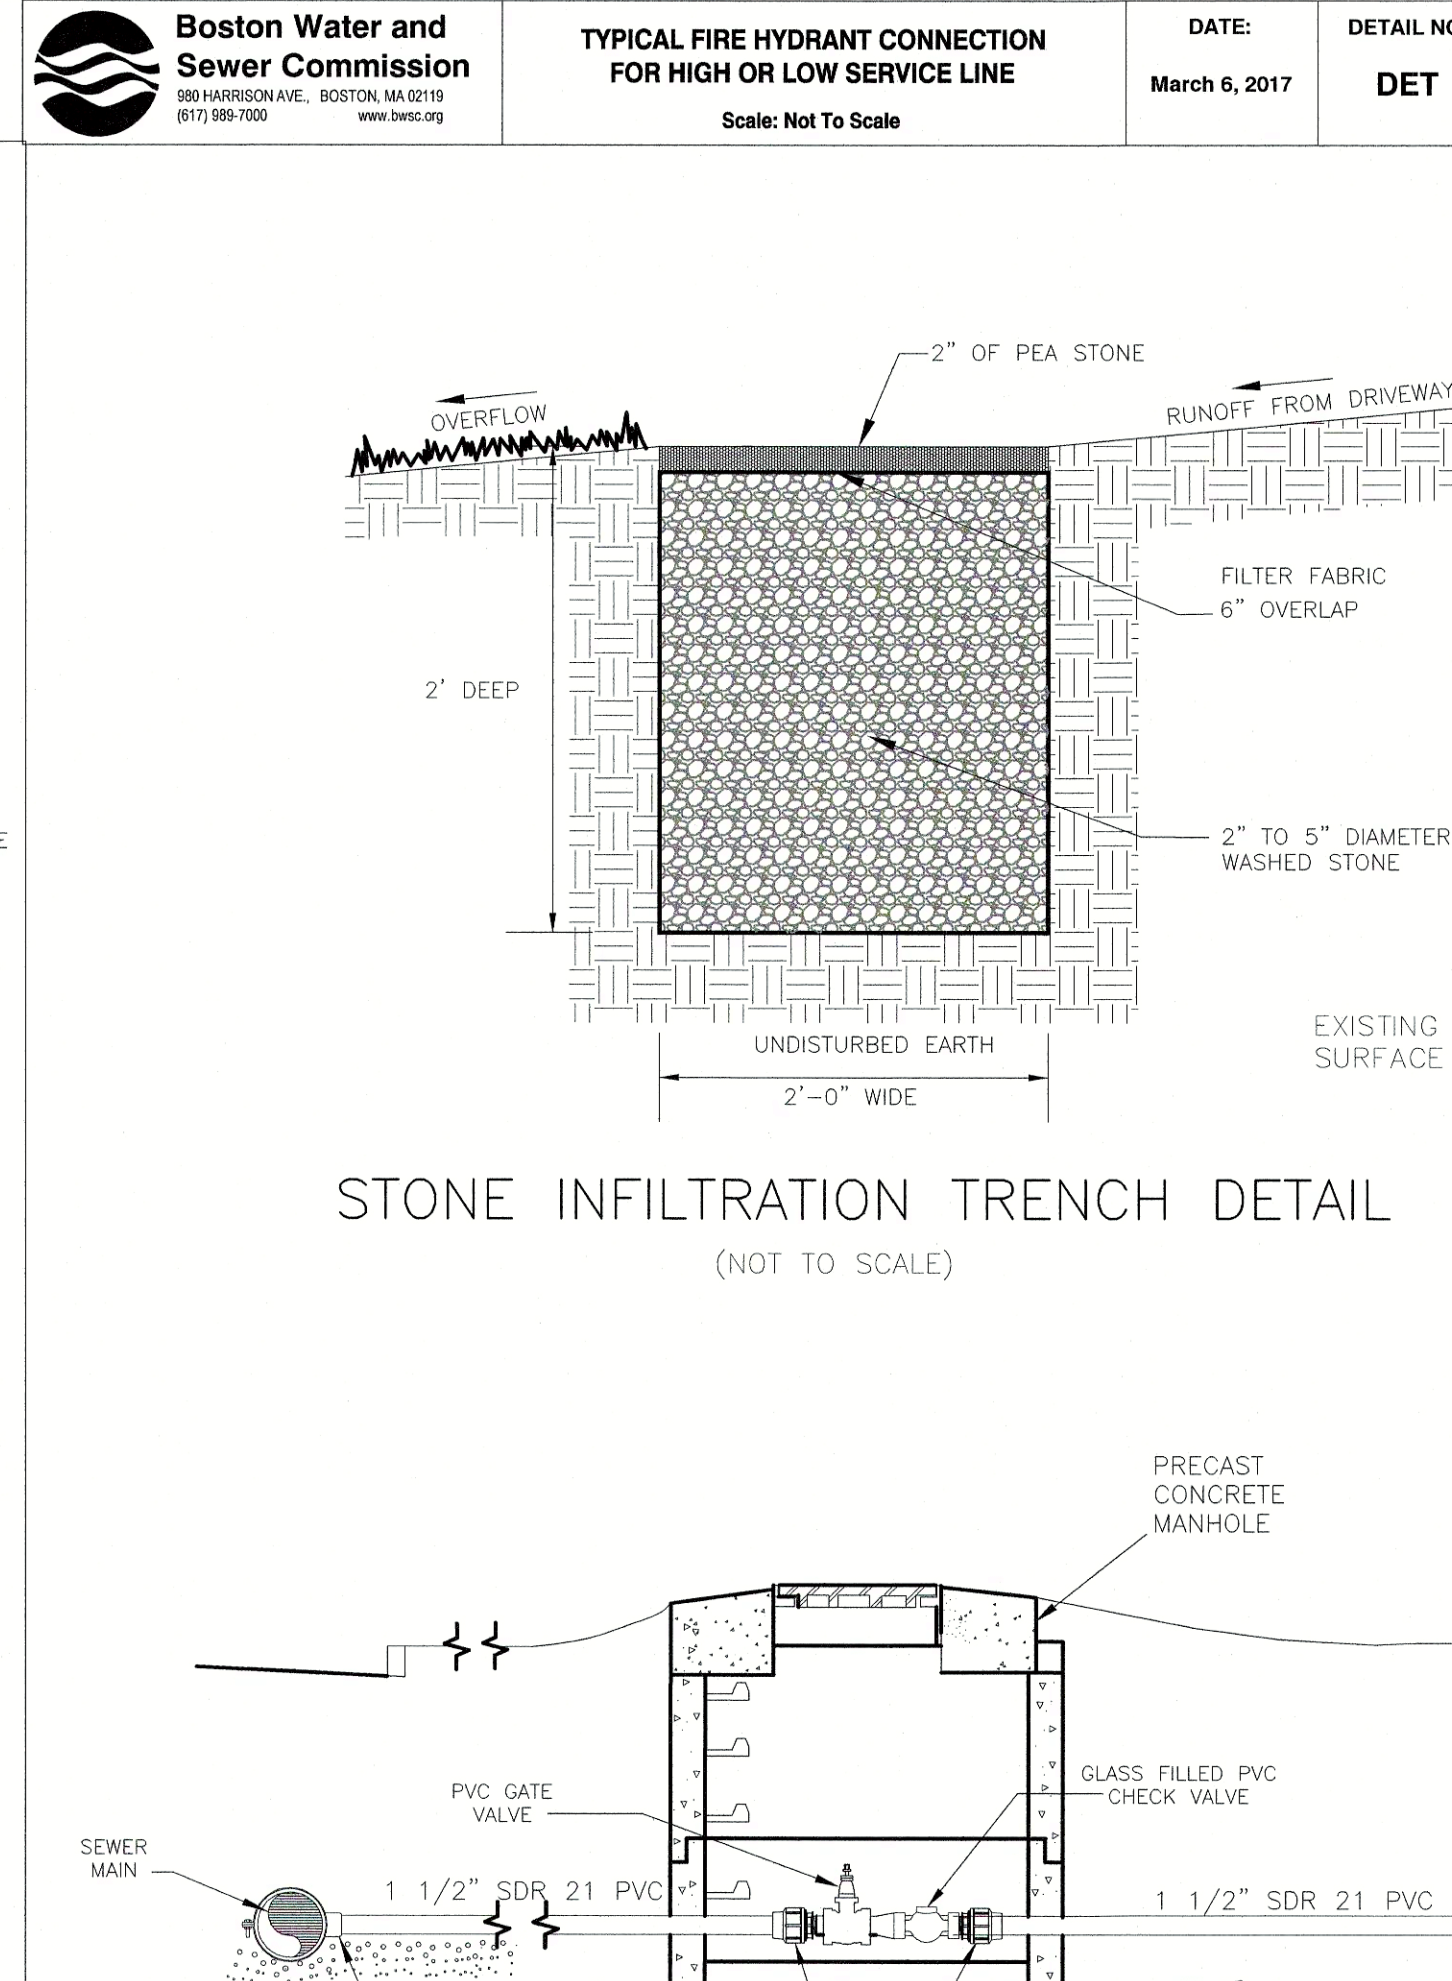 Boston Water and
Sewer Commission
980 HARRISON AVE., BOSTON, MA 02119
(617) 989-7000 www.bwsc.org
TYPICAL FIRE HYDRANT CONNECTION
FOR HIGH OR LOW SERVICE LINE
Scale: Not To Scale
DATE:
March 6, 2017
DETAIL NO
DET
2" OF PEA STONE
OVERFLOW
RUNOFF FROM DRIVEWAY
FILTER FABRIC
6" OVERLAP
2' DEEP
E
2" TO 5" DIAMETER
WASHED STONE
EXISTING
SURFACE
UNDISTURBED EARTH
2'-0" WIDE
STONE INFILTRATION TRENCH DETAIL
(NOT TO SCALE)
PRECAST
CONCRETE
MANHOLE
PVC GATE
VALVE
GLASS FILLED PVC
CHECK VALVE
SEWER
MAIN
1 1/2" SDR 21 PVC
1 1/2" SDR 21 PVC